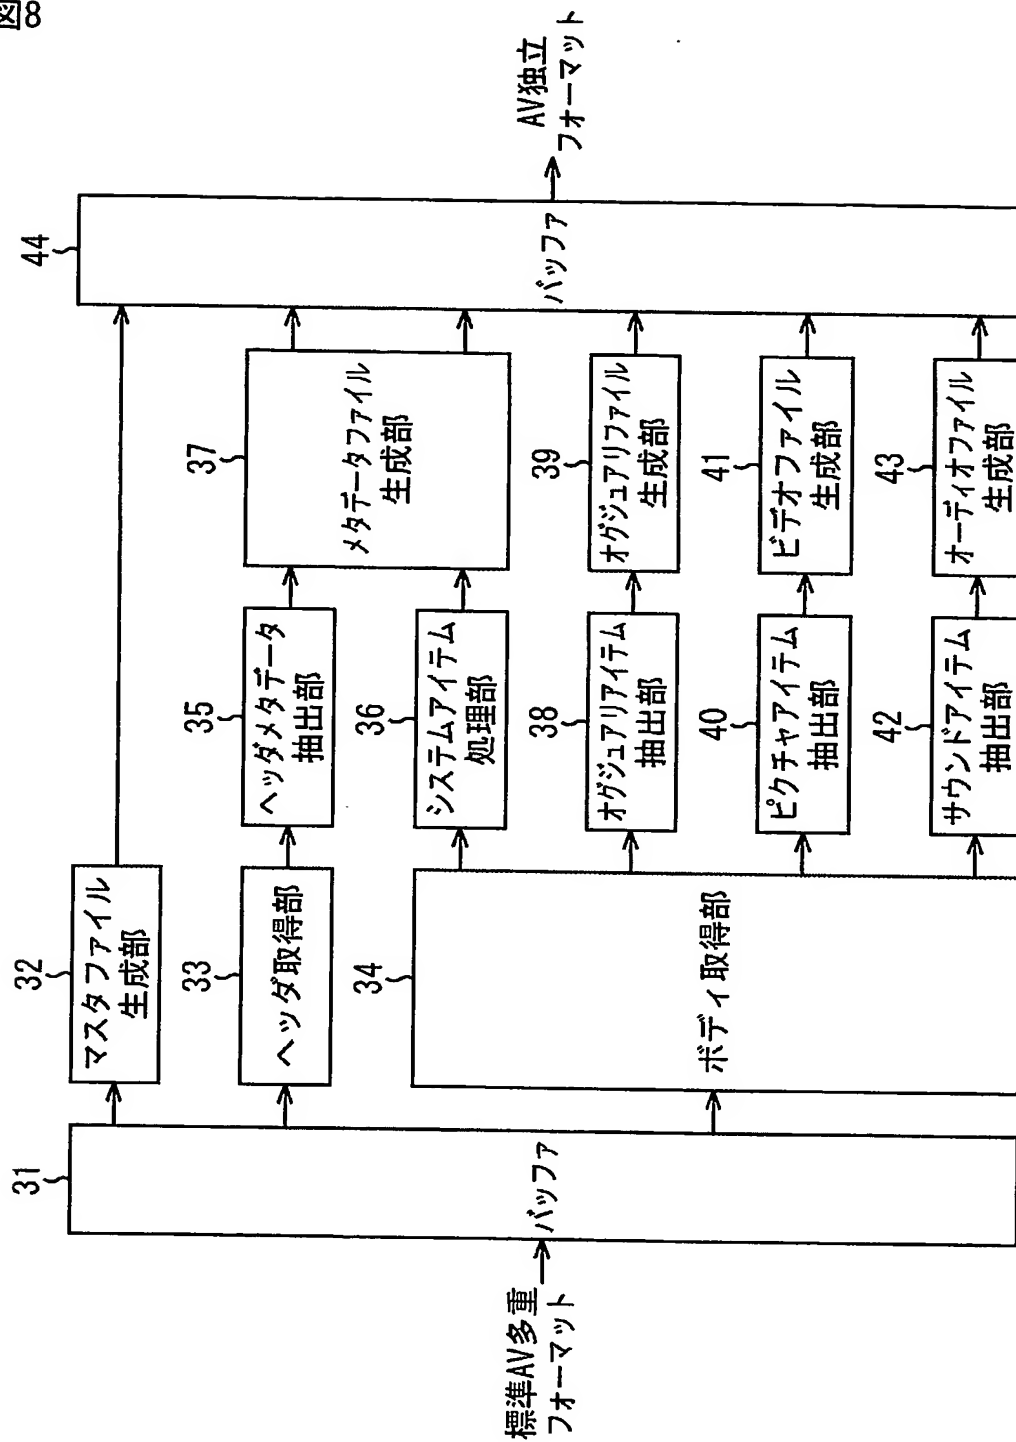 図8
標準AV多重
フォーマット
31
バッファ
32
マスタファイル
生成部
33
ヘッダ取得部
34
ボディ取得部
35
ヘッダメタデータ
抽出部
36
システムアイテム
処理部
37
メタデータファイル
生成部
38
オグジュアリアイテム
抽出部
39
オグジュアリファイル
生成部
40
ピクチャアイテム
抽出部
41
ビデオファイル
生成部
42
サウンドアイテム
抽出部
43
オーディオファイル
生成部
44
バッファ
AV独立
フォーマット